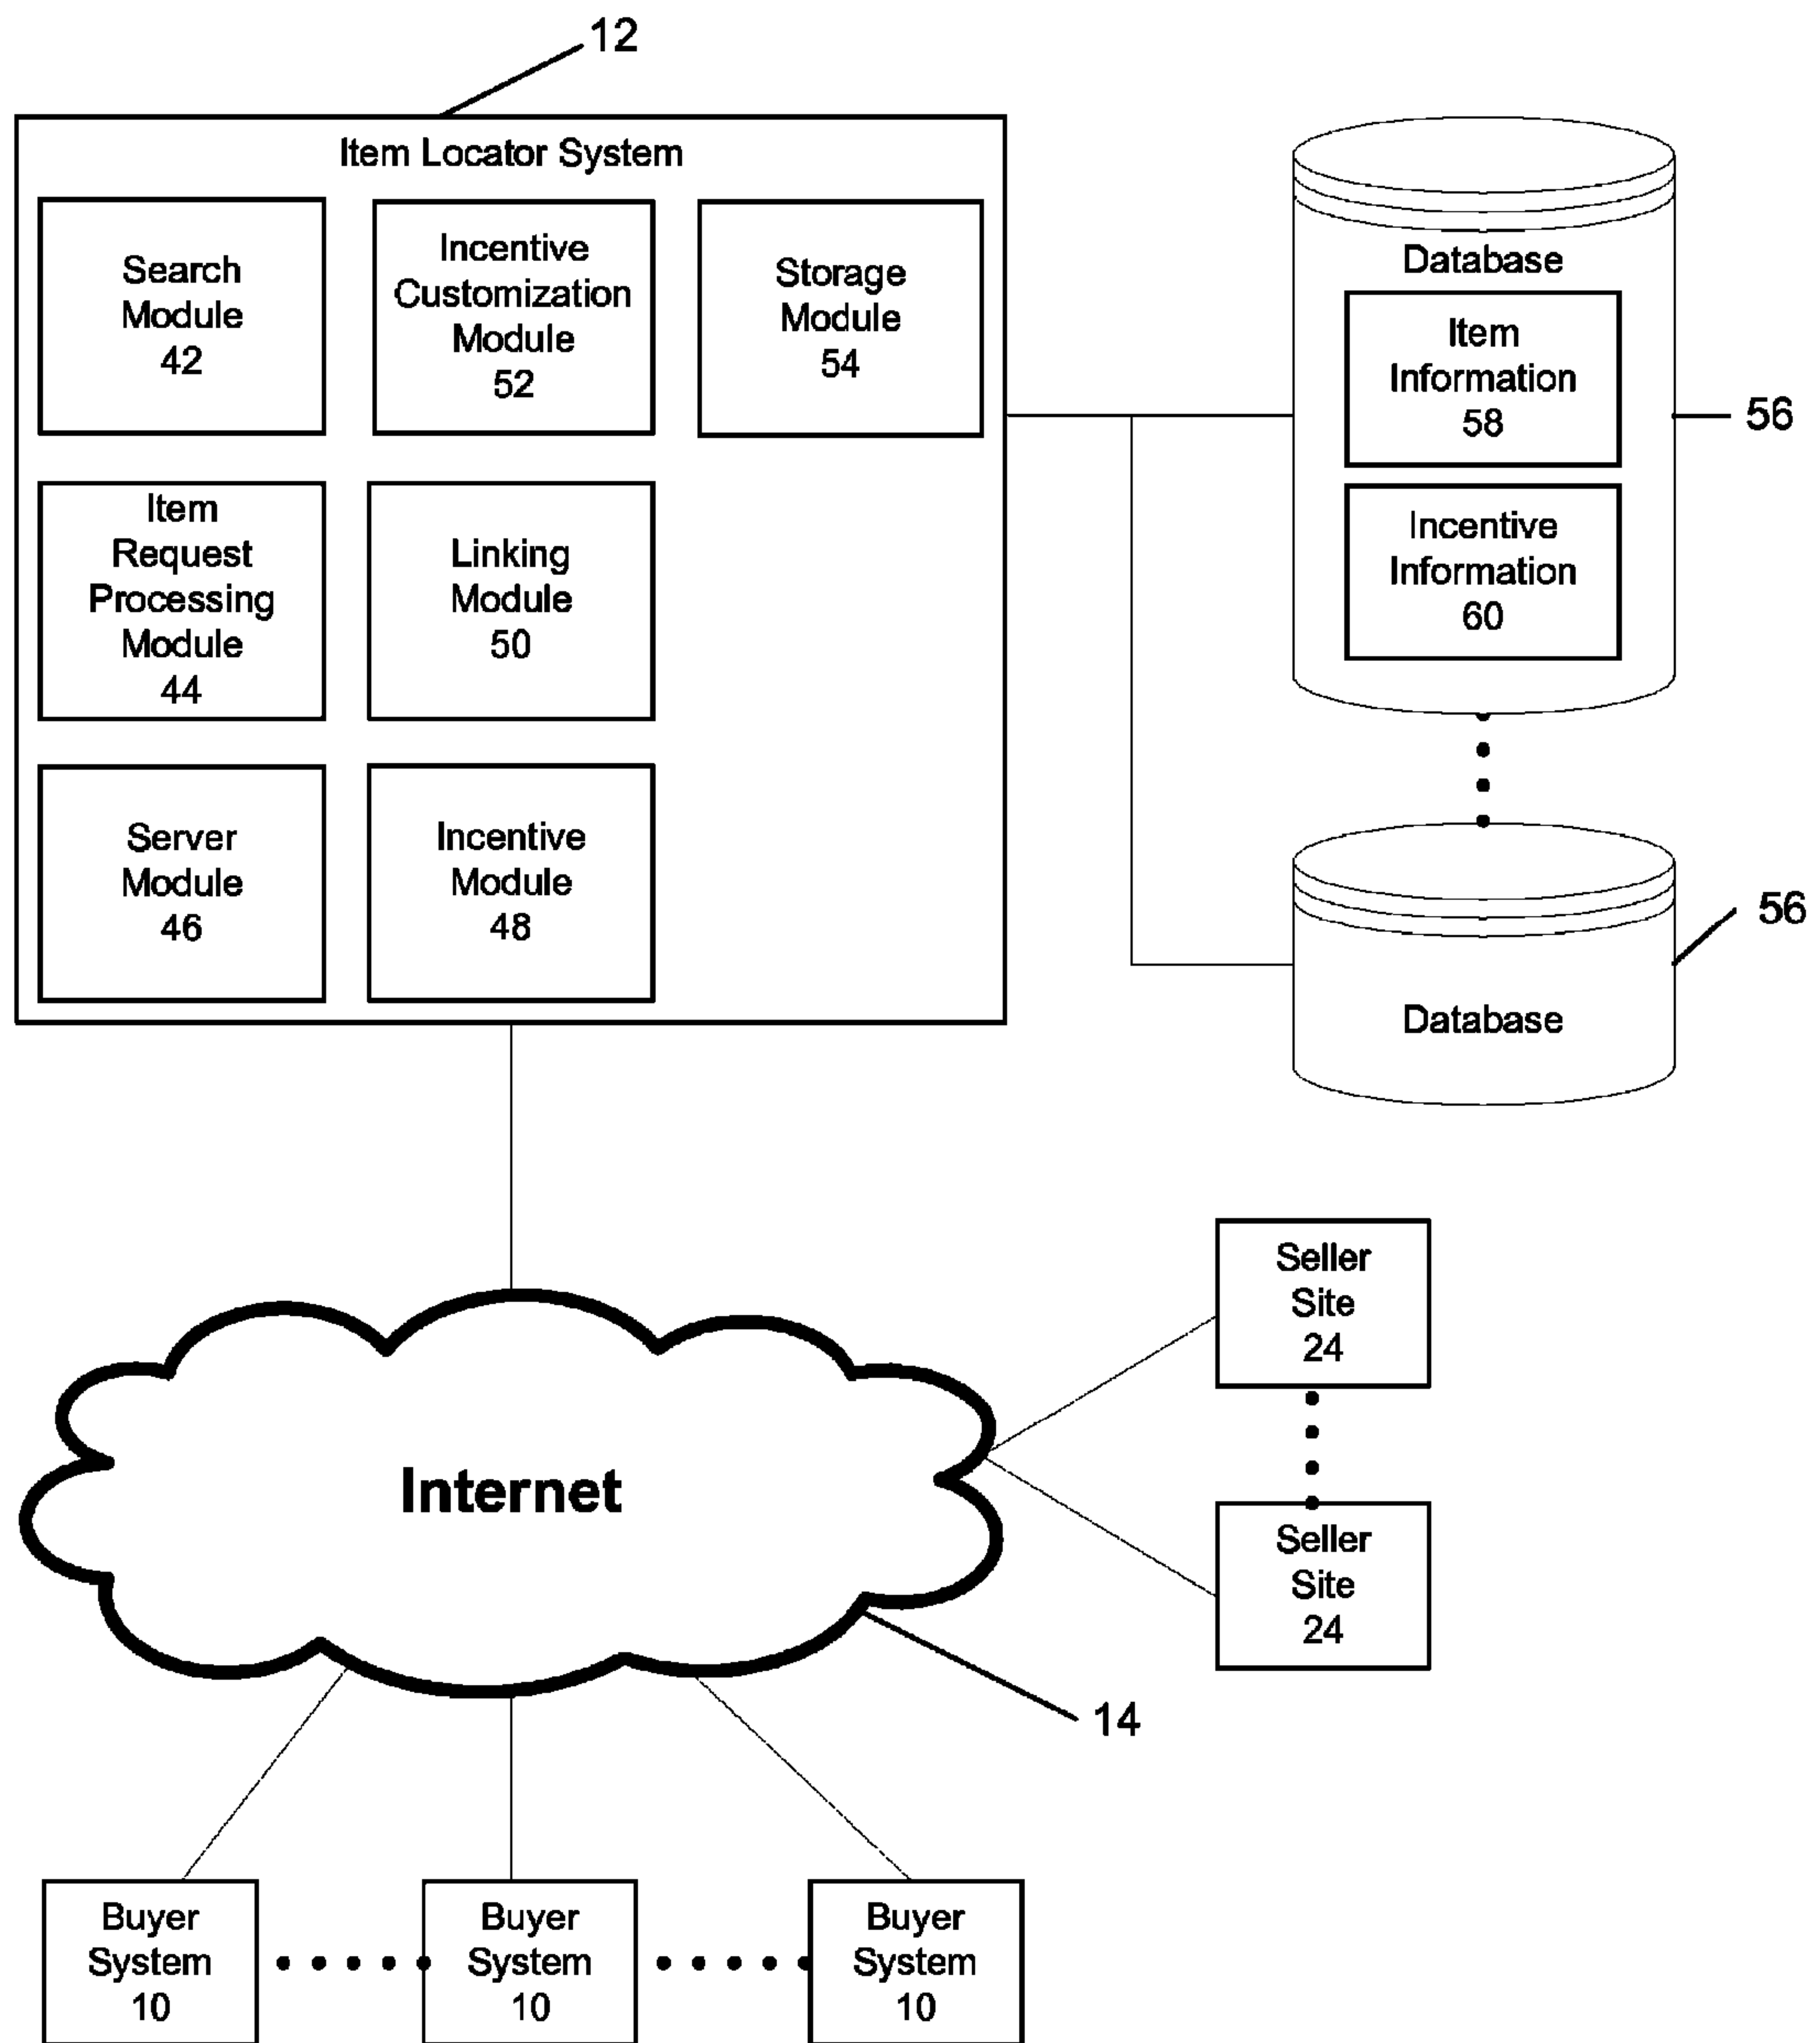 12
Item Locator System
Search
Module
42
Incentive
Customization
Module
52
Storage
Module
54
Item
Request
Processing
Module
44
Linking
Module
50
Server
Module
46
Incentive
Module
48
Database
Item
Information
58
Incentive
Information
60
56
Database
56
Internet
14
Seller
Site
24
Seller
Site
24
Buyer
System
10
Buyer
System
10
Buyer
System
10